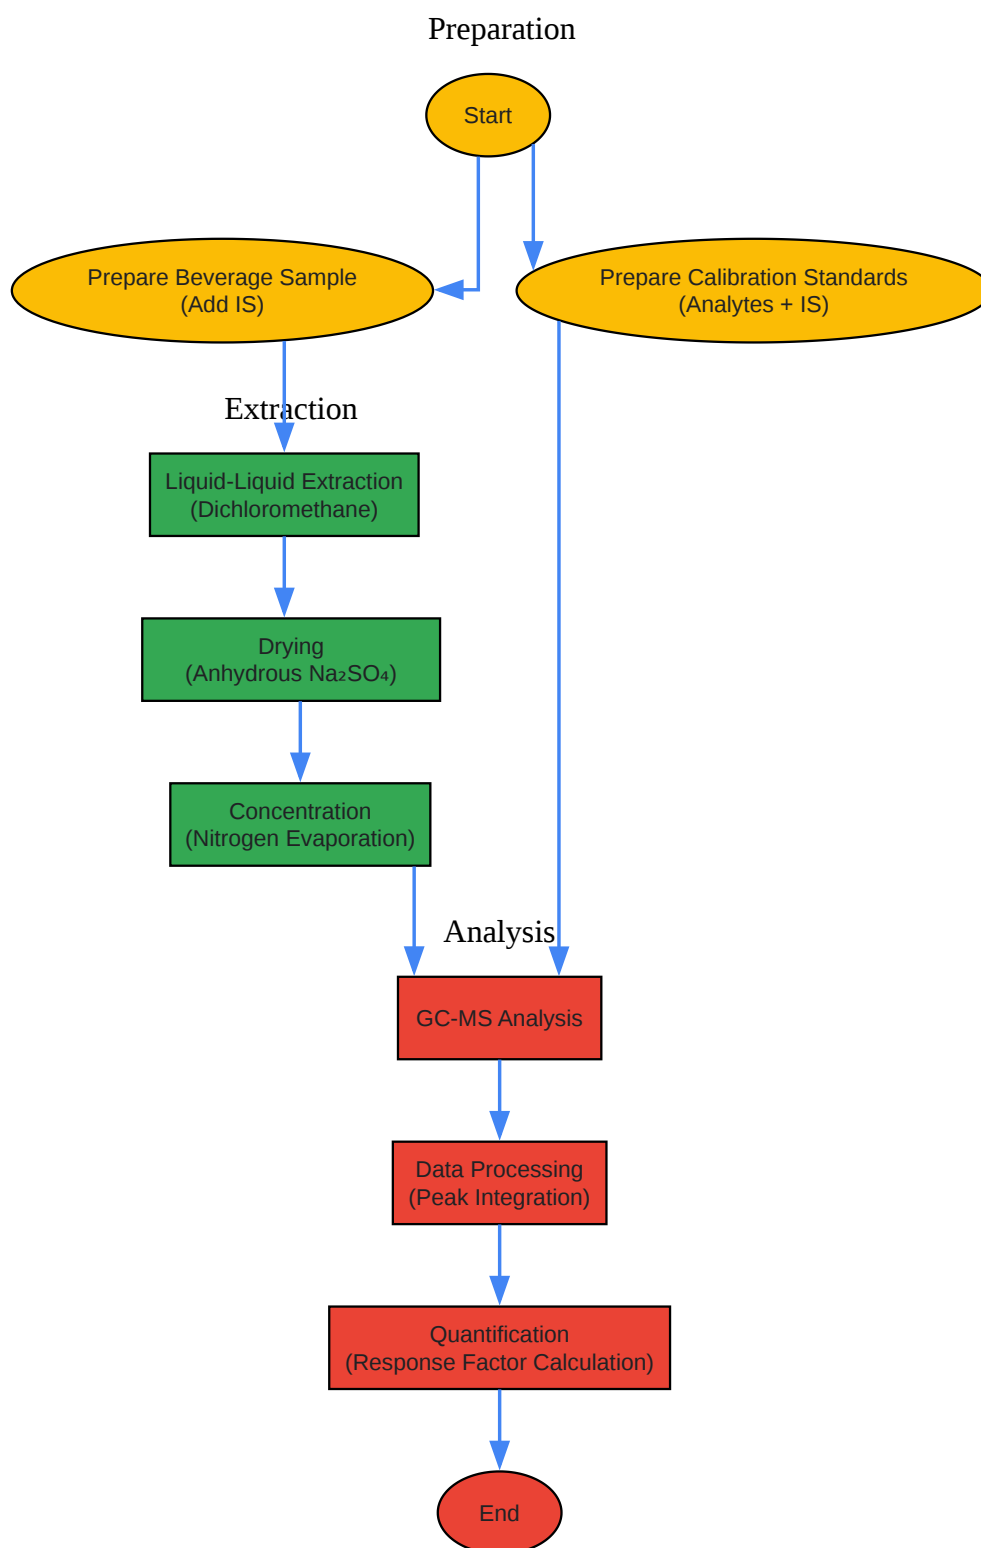 Preparation
Start
Prepare Beverage Sample
(Add IS)
Prepare Calibration Standards
(Analytes + IS)
Extraction
Liquid-Liquid Extraction
(Dichloromethane)
Drying
(Anhydrous Na₂SO₄)
Concentration
(Nitrogen Evaporation)
Analysis
GC-MS Analysis
Data Processing
(Peak Integration)
Quantification
(Response Factor Calculation)
End